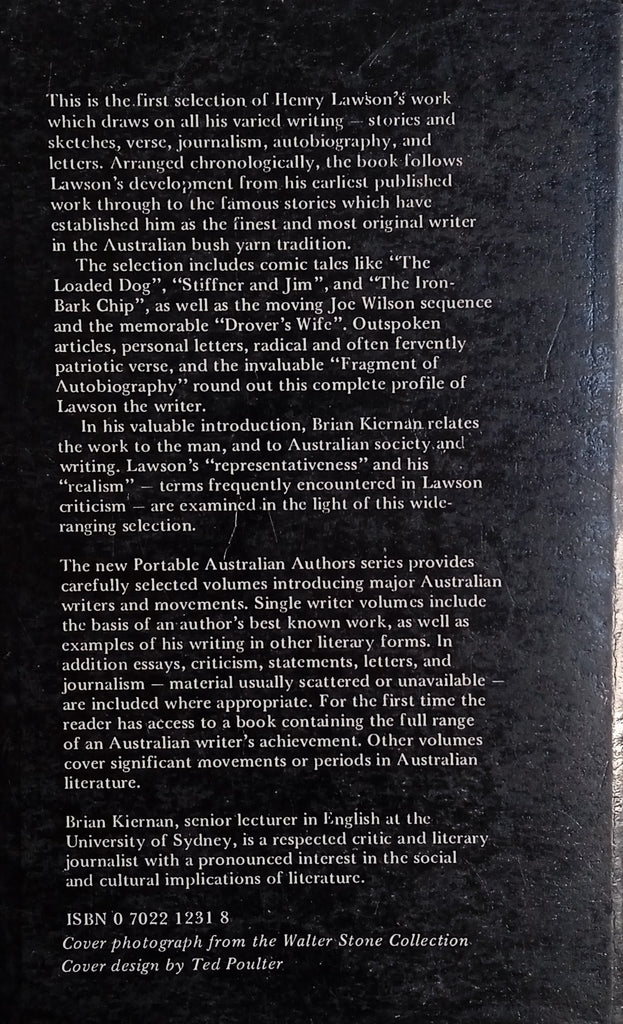 This is the first selection of Henry Lawson's work
which draws on all his varied writing — stories and
sketches, verse, journalism, autobiography, and
letters. Arranged chronologically, the book follows
Lawson's development from his earliest published
work through to the famous stories which have
established him as the finest and most original writer
in the Australian bush yarn tradition.
The selection includes comic tales like “The
Loaded Dog”, “Stiffner and Jim”, and “The Iron-
Bark Chip”, as well as the moving Joe Wilson sequence
and the memorable “Drover's Wife”. Outspoken
articles, personal letters, radical and often fervently
patriotic verse, and the invaluable “Fragment of
Autobiography” round out this complete profile of
Lawson the writer.
In his valuable introduction, Brian Kiernan relates
the work to the man, and to Australian society and
writing. Lawson's “representativeness” and his
“realism” — terms frequently encountered in Lawson
criticism — are examined in the light of this wide-
ranging selection.
The new Portable Australian Authors series provides
carefully selected volumes introducing major Australian
writers and movements. Single writer volumes include
the basis of an author's best known work, as well as
examples of his writing in other literary forms. In
addition essays, criticism, statements, letters, and
journalism — material usually scattered or unavailable —
are included where appropriate. For the first time the
reader has access to a book containing the full range
of an Australian writer's achievement. Other volumes
cover significant movements or periods in Australian
literature.
Brian Kiernan, senior lecturer in English at the
University of Sydney, is a respected critic and literary
journalist with a pronounced interest in the social
and cultural implications of literature.
ISBN 0 7022 1231 8
Cover photograph from the Walter Stone Collection
Cover design by Ted Poulter